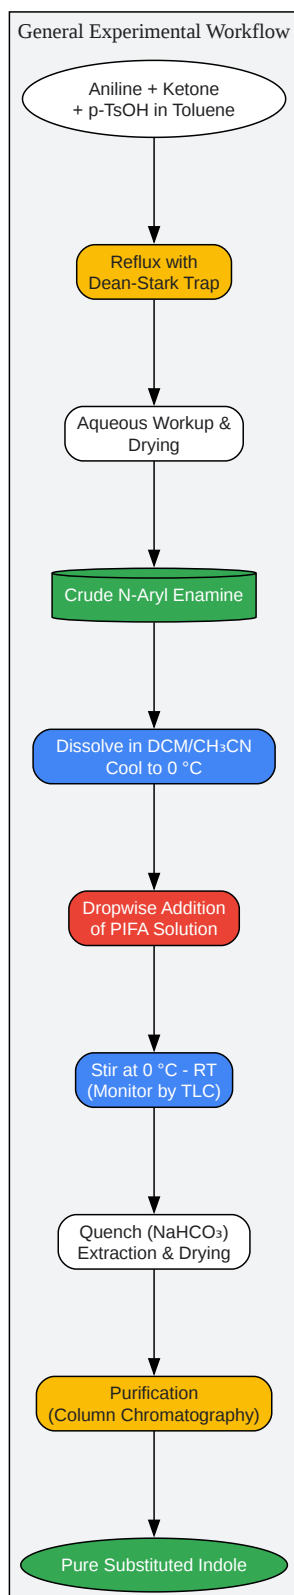 General Experimental Workflow
Aniline + Ketone
+ p-TsOH in Toluene
Reflux with
Dean-Stark Trap
Aqueous Workup &
Drying
Crude N-Aryl Enamine
Dissolve in DCM/CH₃CN
Cool to 0 °C
Dropwise Addition
of PIFA Solution
Stir at 0 °C - RT
(Monitor by TLC)
Quench (NaHCO₃)
Extraction & Drying
Purification
(Column Chromatography)
Pure Substituted Indole